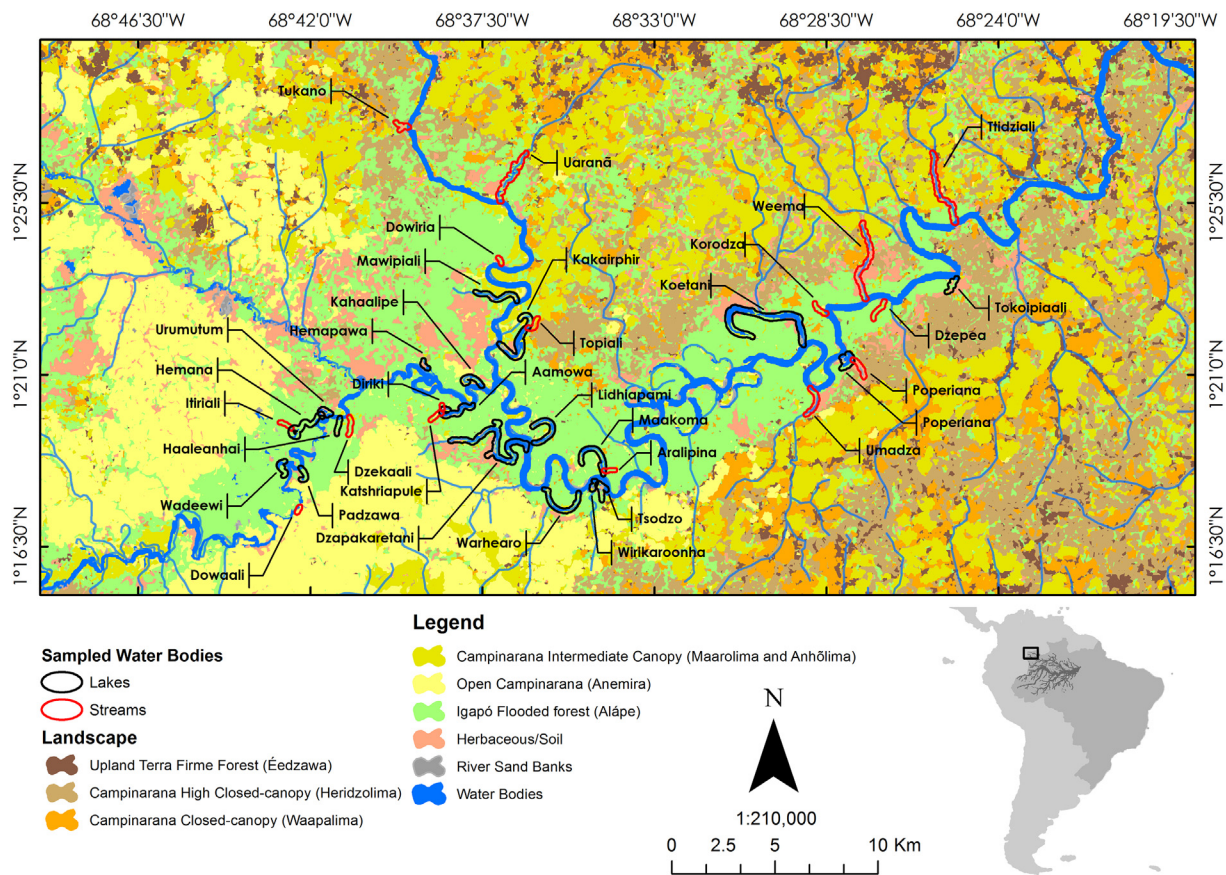 68°46'30"W 68°42'0"W 68°37'30"W 68°33'0"W 68°28'30"W 68°24'0"W 68°19'30"W
Tukano
Ttidziali
Uaranã
1°25'30"N
1°25'30"N
Weema
Dowiria
Korodza
Mawipiali
Kakairphir
Koetani
Kahaalipe
Tokolpiaali
Urumutum
Hemapawa
Topiali
Dzepea
Hemana
Diriki
Aamowa
1°21'0"N
1°21'0"N
Itiriali
Lidhiapami
Poperiana
Maakoma
Poperiana
Haaleenhai
Aralipina
Umadza
Dzekaali
Katshriapule
Wadeewi
Padzawa
Tsodzo
Dzapakaretani
Warhearo
Wirikaroonha
1°16'30"N
1°16'30"N
Dowaali
Sampled Water Bodies
Lakes
Streams
Landscape
Upland Terra Firme Forest (Éedzawa)
Campinarana High Closed-canopy (Heridzolima)
Campinarana Closed-canopy (Waapalima)
Legend
Campinarana Intermediate Canopy (Maarolima and Anhõlima)
Open Campinarana (Anemira)
Igapó Flooded forest (Alápe)
Herbaceous/Soil
River Sand Banks
Water Bodies
N
1:210,000
0 2.5 5 10 Km